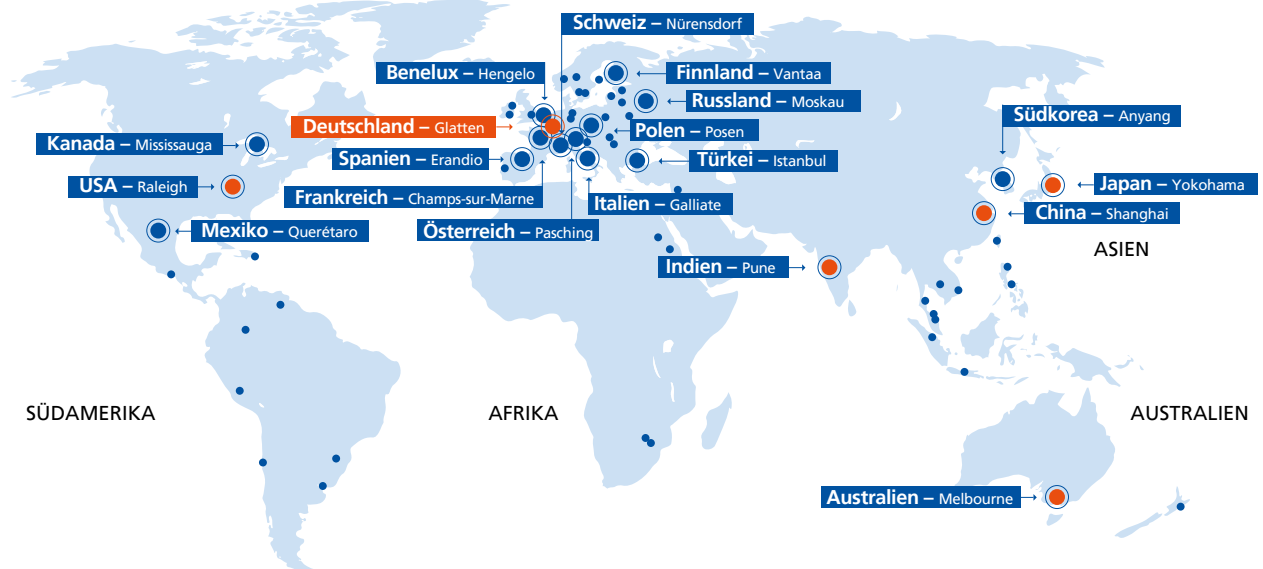 Schweiz – Nürensdorf
Benelux – Hengelo
Finnland – Vantaa
Russland – Moskau
Südkorea – Anyang
Deutschland – Glatten
Polen – Posen
Kanada – Mississauga
Spanien – Erandio
Türkei – Istanbul
USA – Raleigh
Japan – Yokohama
Frankreich – Champs-sur-Marne
Italien – Galliate
China – Shanghai
Mexiko – Querétaro
Österreich – Pasching
ASIEN
Indien – Pune
SÜDAMERIKA
AFRIKA
AUSTRALIEN
Australien – Melbourne